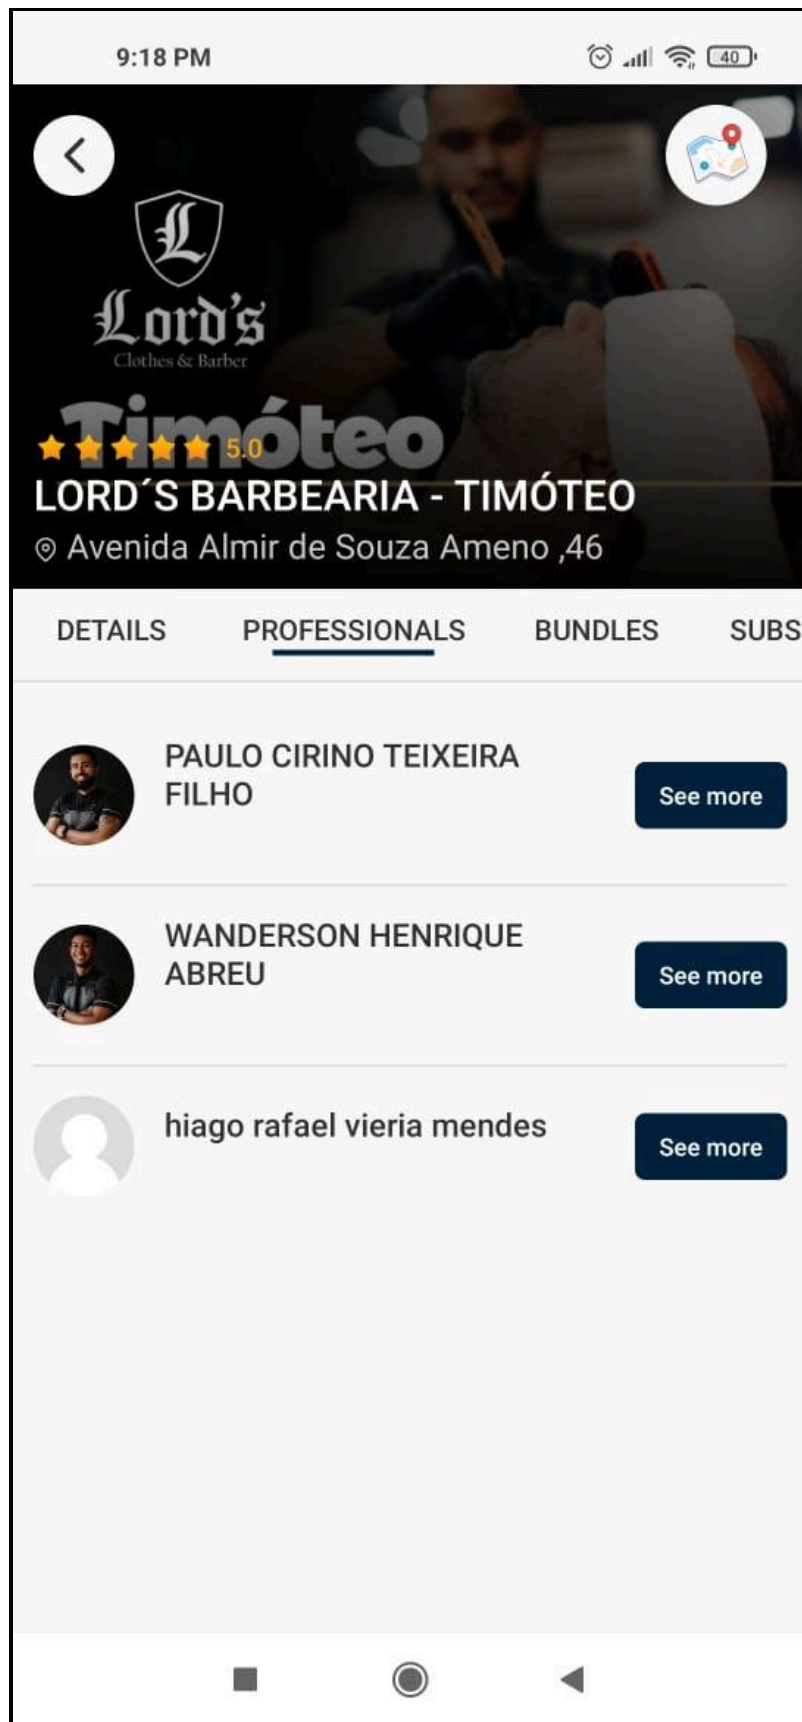 9:18 PM
40
L
Lord's
Clothes & Barber
Timóteo
5.0
LORD´S BARBEARIA - TIMÓTEO
Avenida Almir de Souza Ameno ,46
DETAILS PROFESSIONALS BUNDLES SUBS
PAULO CIRINO TEIXEIRA
FILHO
See more
WANDERSON HENRIQUE
ABREU
See more
hiago rafael vieria mendes
See more